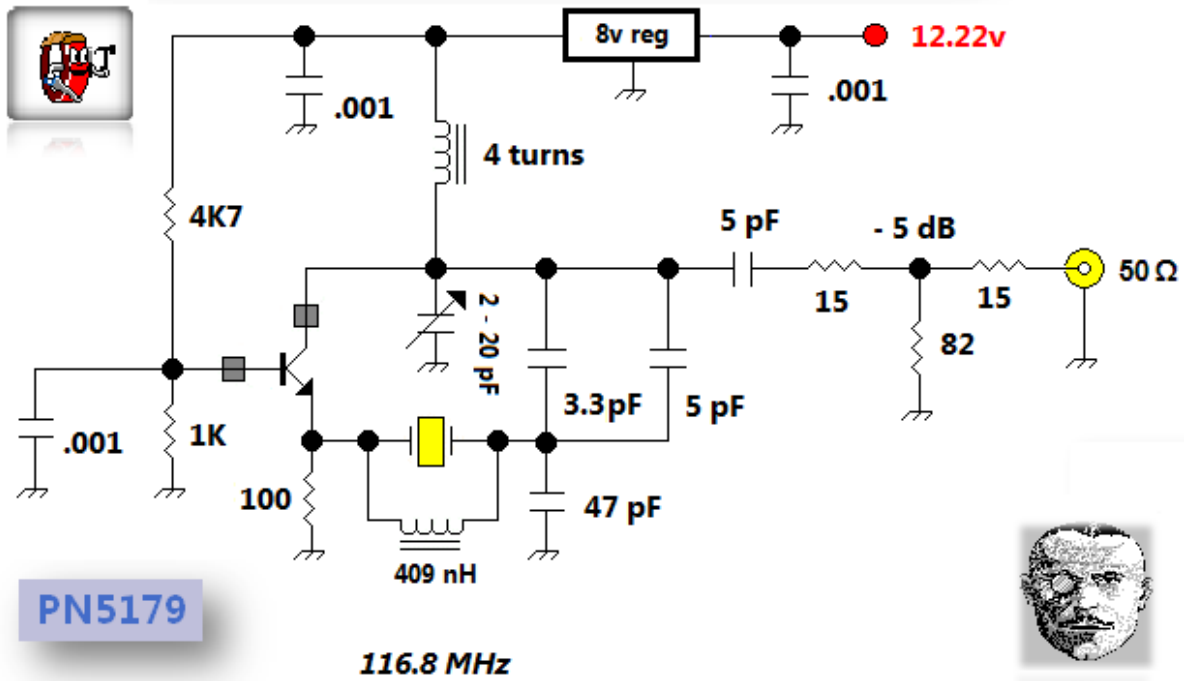 8v reg
12.22v
.001
.001
4 turns
4K7
5 pF
- 5 dB
50 Ω
15
15
2 - 20 pF
82
3.3pF
5 pF
.001
1K
100
47 pF
409 nH
PN5179
116.8 MHz